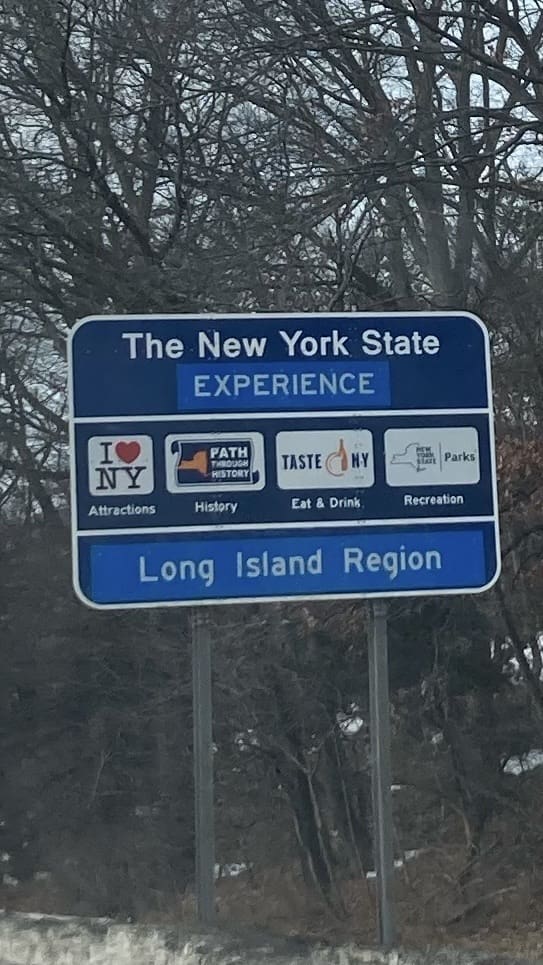 The New York State
EXPERIENCE
I ❤ NY
PATH THROUGH HISTORY
TASTE NY
NEW YORK STATE Parks
Attractions History Eat & Drink Recreation
Long Island Region